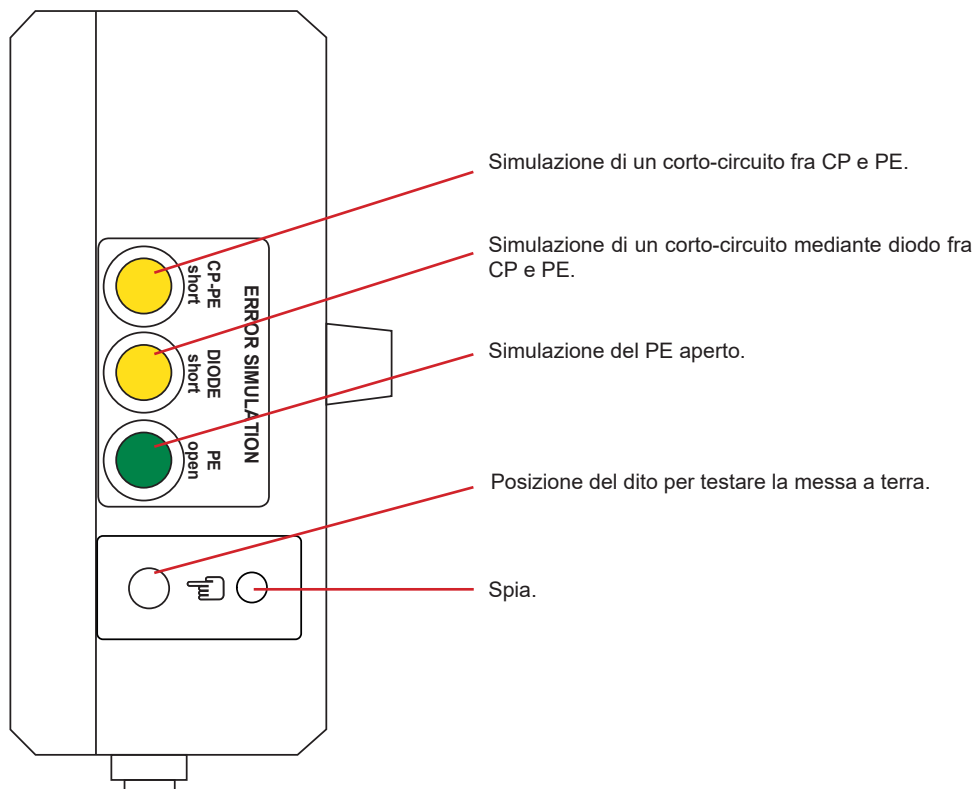 Simulazione di un corto-circuito fra CP e PE.
Simulazione di un corto-circuito mediante diodo fra
CP e PE.
Simulazione del PE aperto.
Posizione del dito per testare la messa a terra.
Spia.
ERROR SIMULATION
CP-PE
short
DIODE
short
PE
open